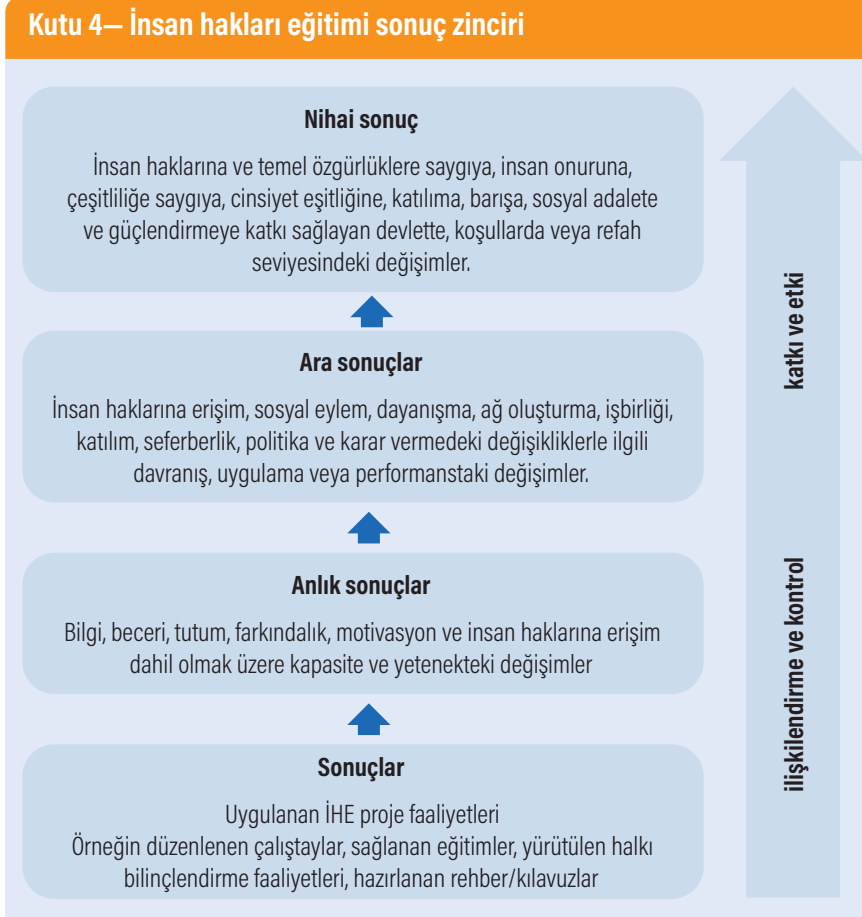 Kutu 4— İnsan hakları eğitimi sonuç zinciri
Nihai sonuç
İnsan haklarına ve temel özgürlüklere saygıya, insan onuruna,
çeşitliliğe saygıya, cinsiyet eşitliğine, katılıma, barışa, sosyal adalete
ve güçlendirmeye katkı sağlayan devlette, koşullarda veya refah
seviyesindeki değişimler.
Ara sonuçlar
İnsan haklarına erişim, sosyal eylem, dayanışma, ağ oluşturma, işbirliği,
katılım, seferberlik, politika ve karar vermedeki değişikliklerle ilgili
davranış, uygulama veya performanstaki değişimler.
Anlık sonuçlar
Bilgi, beceri, tutum, farkındalık, motivasyon ve insan haklarına erişim
dahil olmak üzere kapasite ve yetenekteki değişimler
Sonuçlar
Uygulanan İHE proje faaliyetleri
Örneğin düzenlenen çalıştaylar, sağlanan eğitimler, yürütülen halkı
bilinçlendirme faaliyetleri, hazırlanan rehber/kılavuzlar
katkı ve etki
ilişkilendirme ve kontrol